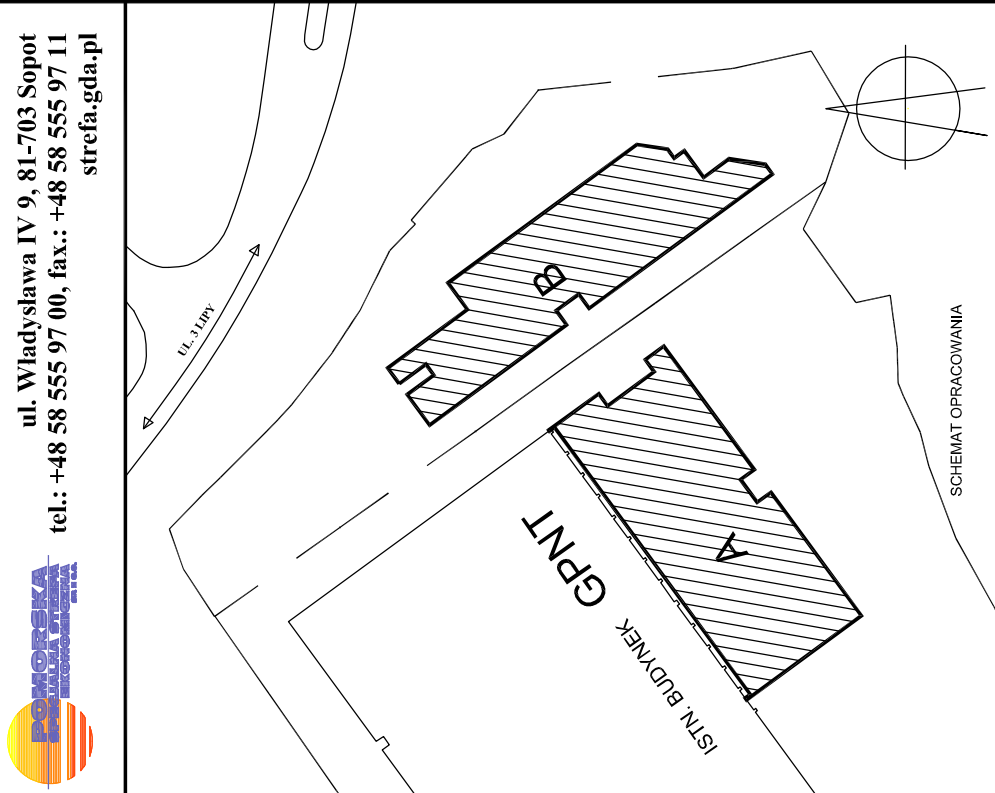 POMORSKA
SPECJALNA STREFA
EKONOMICZNA
sp. z o.o.
ul. Władysława IV 9, 81-703 Sopot
tel.: +48 58 555 97 00, fax.: +48 58 555 97 11
strefa.gda.pl
UL. 3 LIPY
B
A
ISTN. BUDYNEK GPNT
SCHEMAT OPRACOWANIA